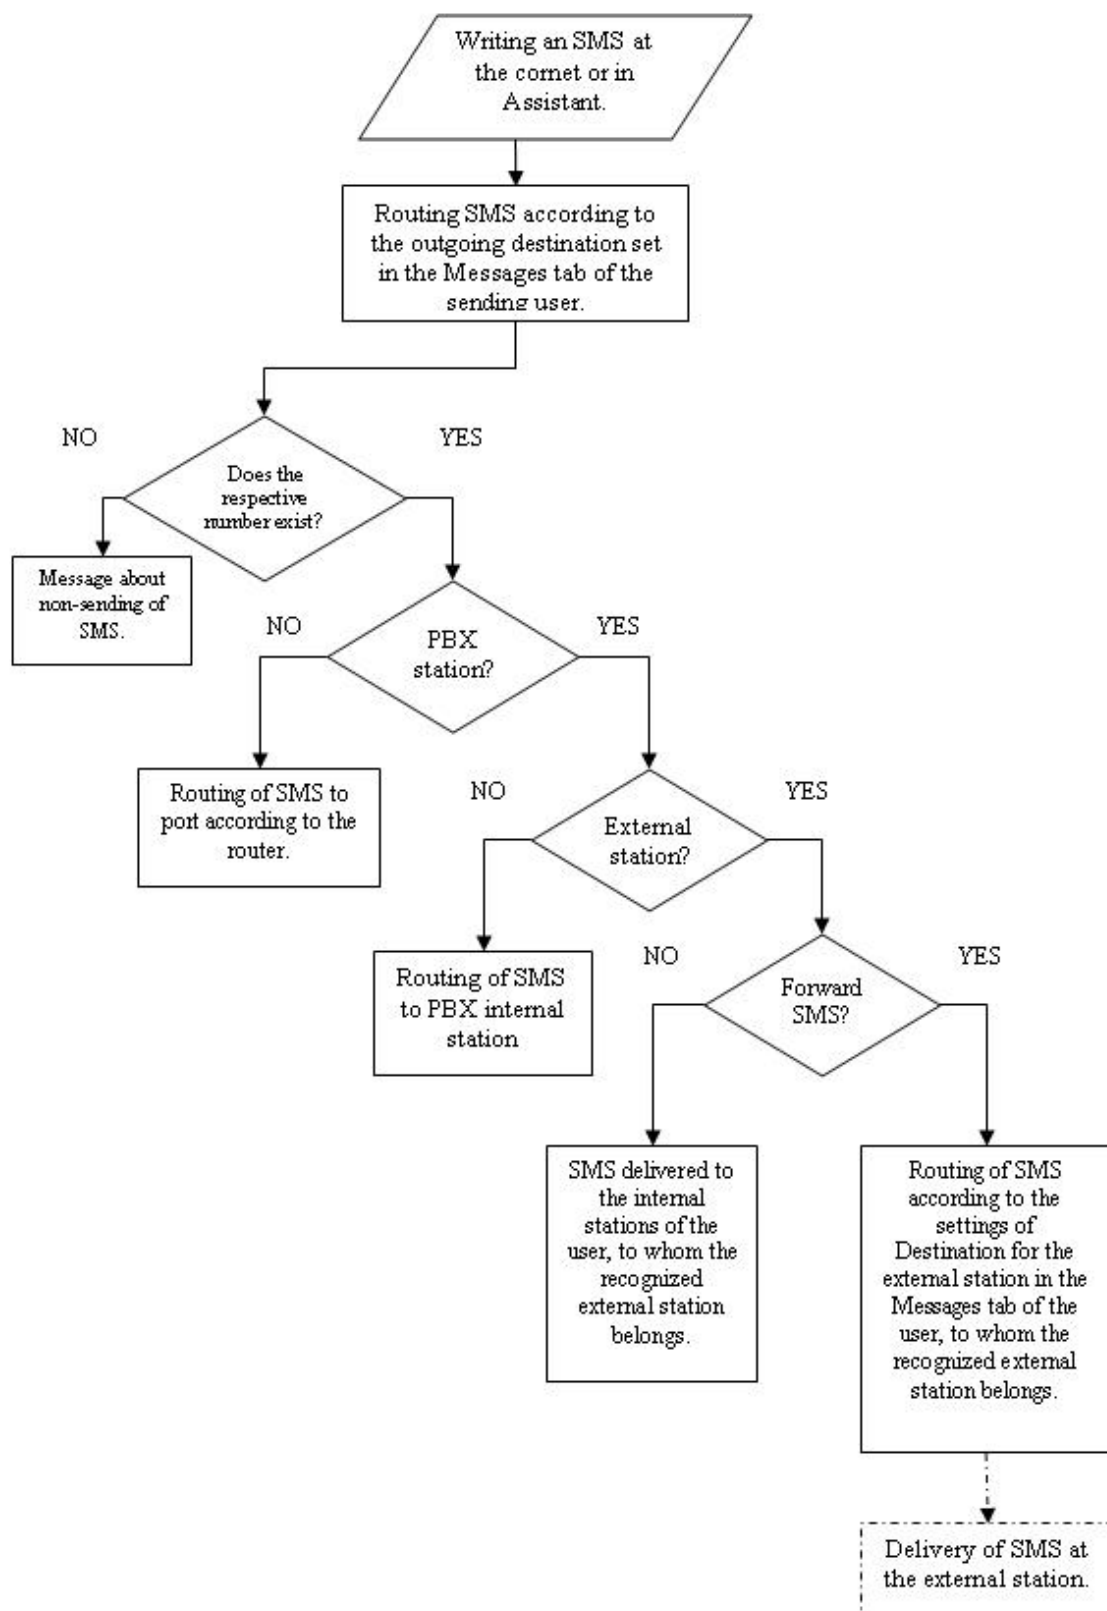 Writing an SMS at
the comet or in
Assistant.
Routing SMS according to
the outgoing destination set
in the Messages tab of the
sending user.
NO
YES
Does the
respective
number exist?
Message about
non-sending of
SMS.
NO
YES
PBX
station?
Routing of SMS to
port according to the
router.
NO
YES
External
station?
Routing of SMS
to PBX internal
station
NO
YES
Forward
SMS?
SMS delivered to
the internal
stations of the
user, to whom the
recognized
external station
belongs.
Routing of SMS
according to the
settings of
Destination for the
external station in the
Messages tab of the
user, to whom the
recognized external
station belongs.
Delivery of SMS at
the external station.